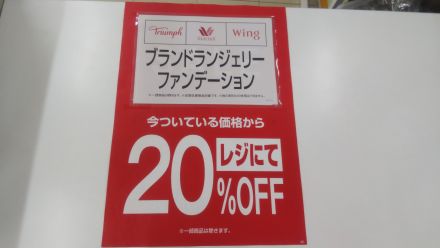 Triumph Wacoal Wing
ブランドランジェリー
ファンデーション
今ついている価格から
20%OFF レジにて
※一部商品は除きます。